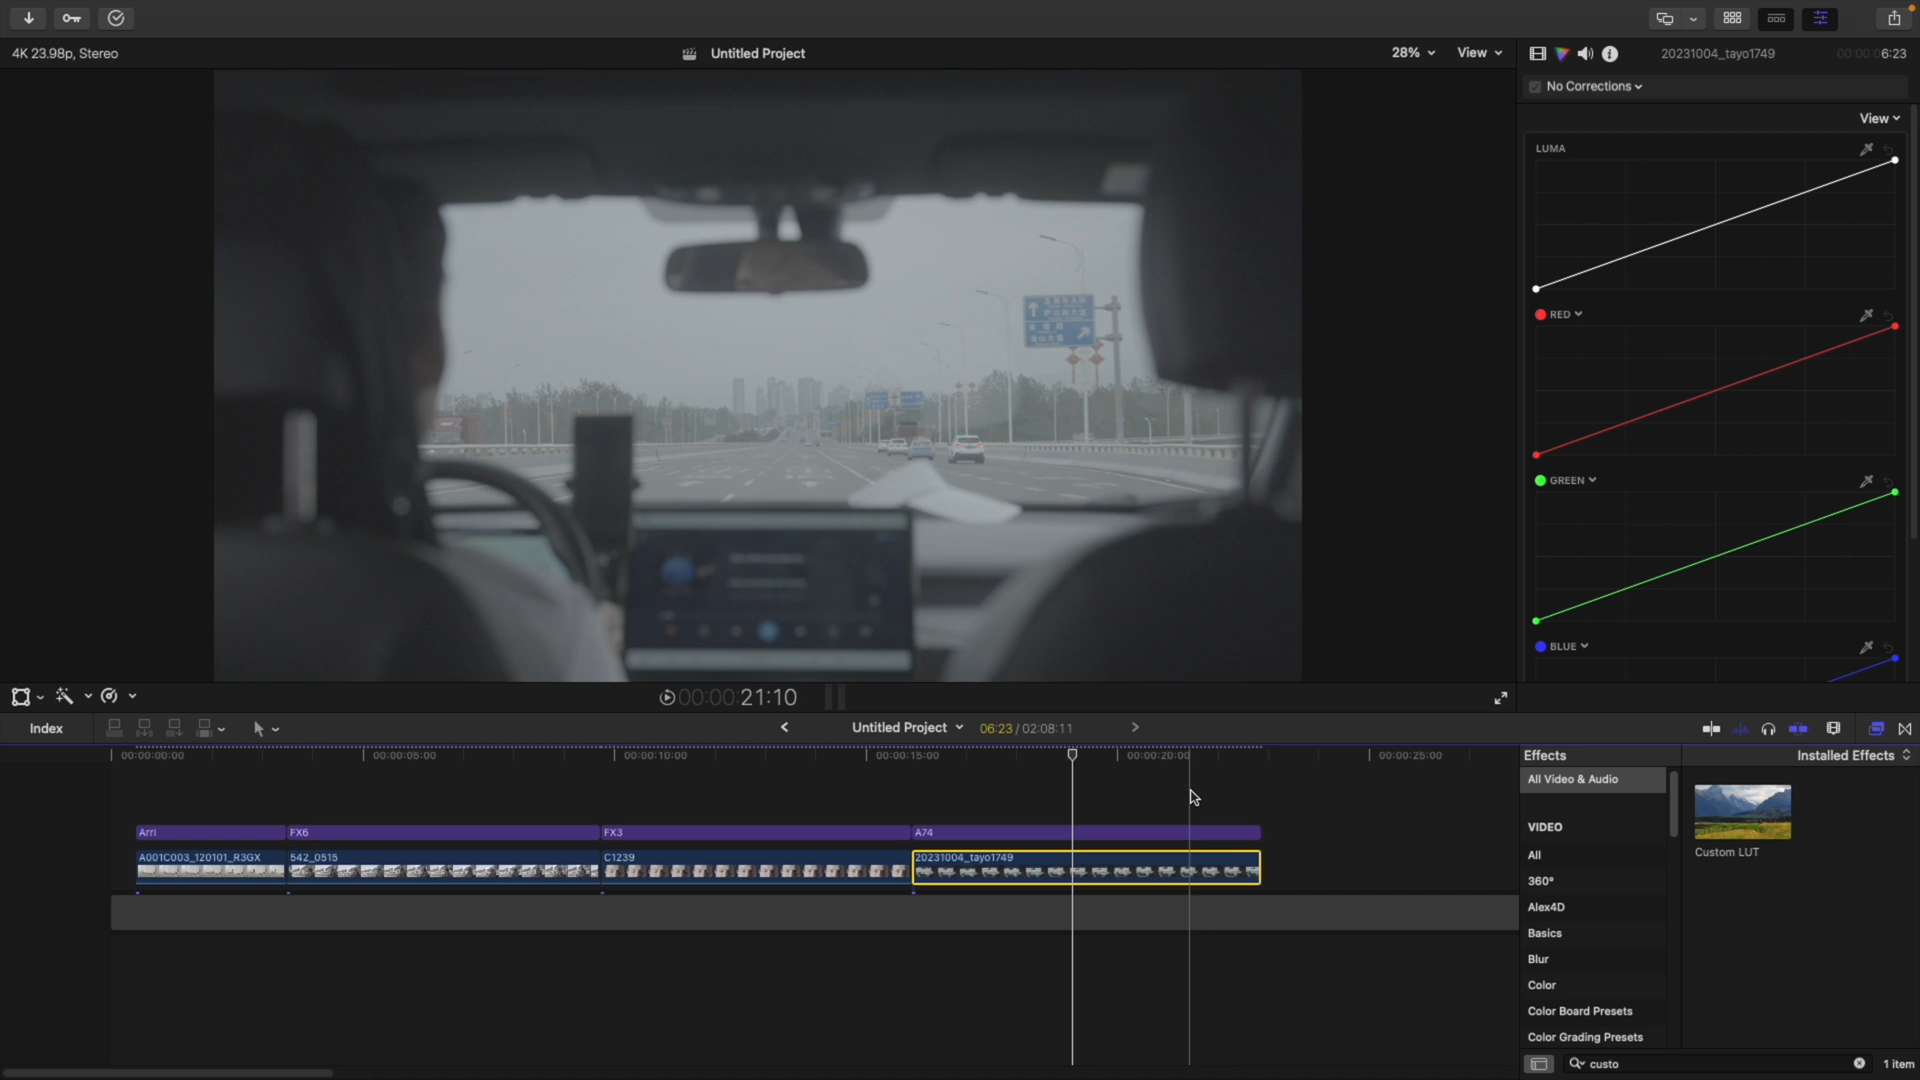 4K 23.98p, Stereo
Untitled Project
28%
View
20231004_tayo1749
00:00:06:23
No Corrections
View
LUMA
RED
GREEN
BLUE
00:00:00:21:10
Index
Untitled Project
06:23 / 02:08:11
00:00:00:00
00:00:05:00
00:00:10:00
00:00:15:00
00:00:20:00
00:00:25:00
Arri
FX6
FX3
A74
A001C003_120101_R3GX
542_0515
C1239
20231004_tayo1749
Effects
Installed Effects
All Video & Audio
VIDEO
All
360°
Alex4D
Basics
Blur
Color
Color Board Presets
Color Grading Presets
Custom LUT
custo
1 item